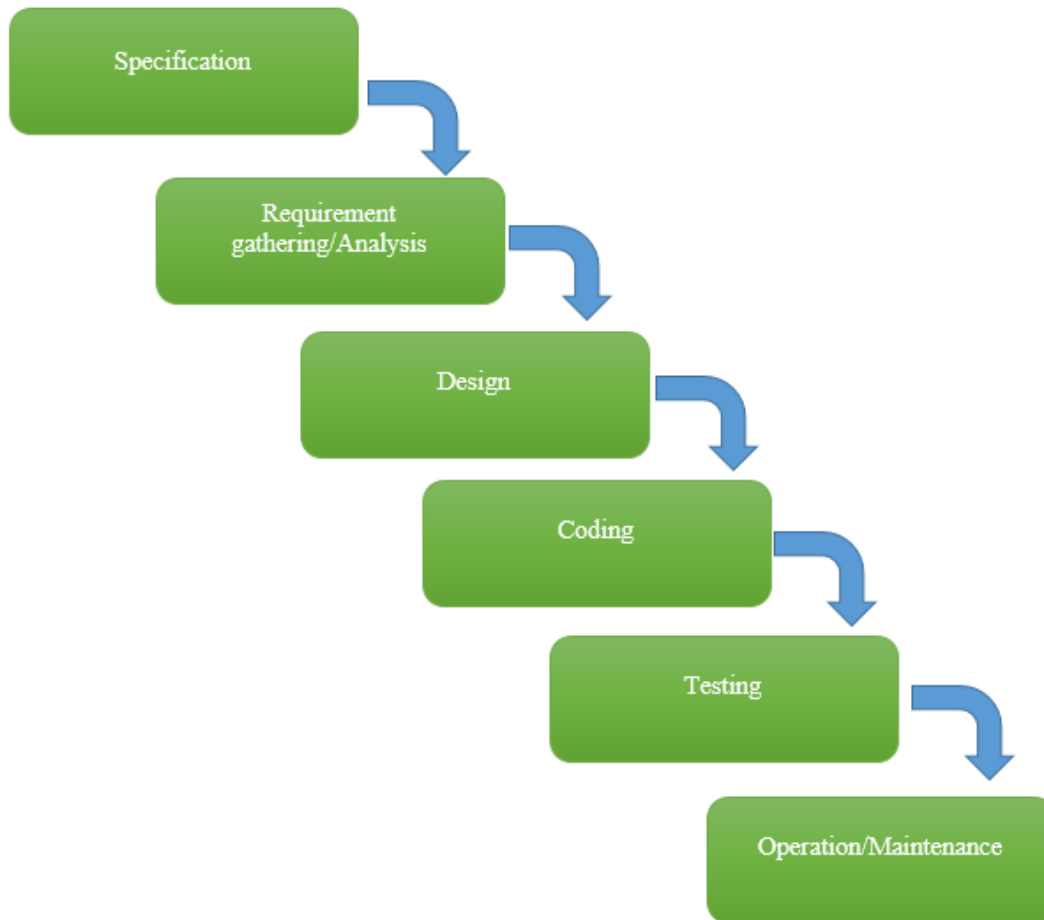 Specification
Requirement
gathering/Analysis
Design
Coding
Testing
Operation/Maintenance